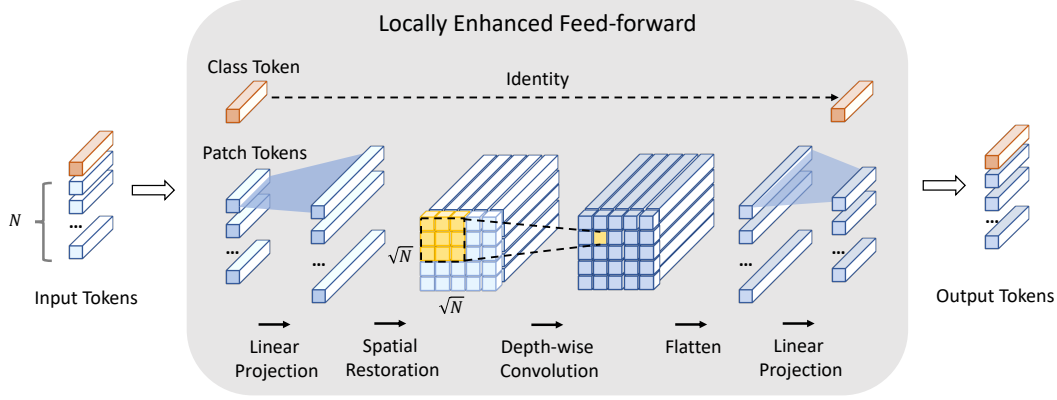 Locally Enhanced Feed-forward
Class Token
Identity
Patch Tokens
N
...
...
...
...
...
...
√N
√N
Input Tokens
Output Tokens
Linear
Projection
Spatial
Restoration
Depth-wise
Convolution
Flatten
Linear
Projection